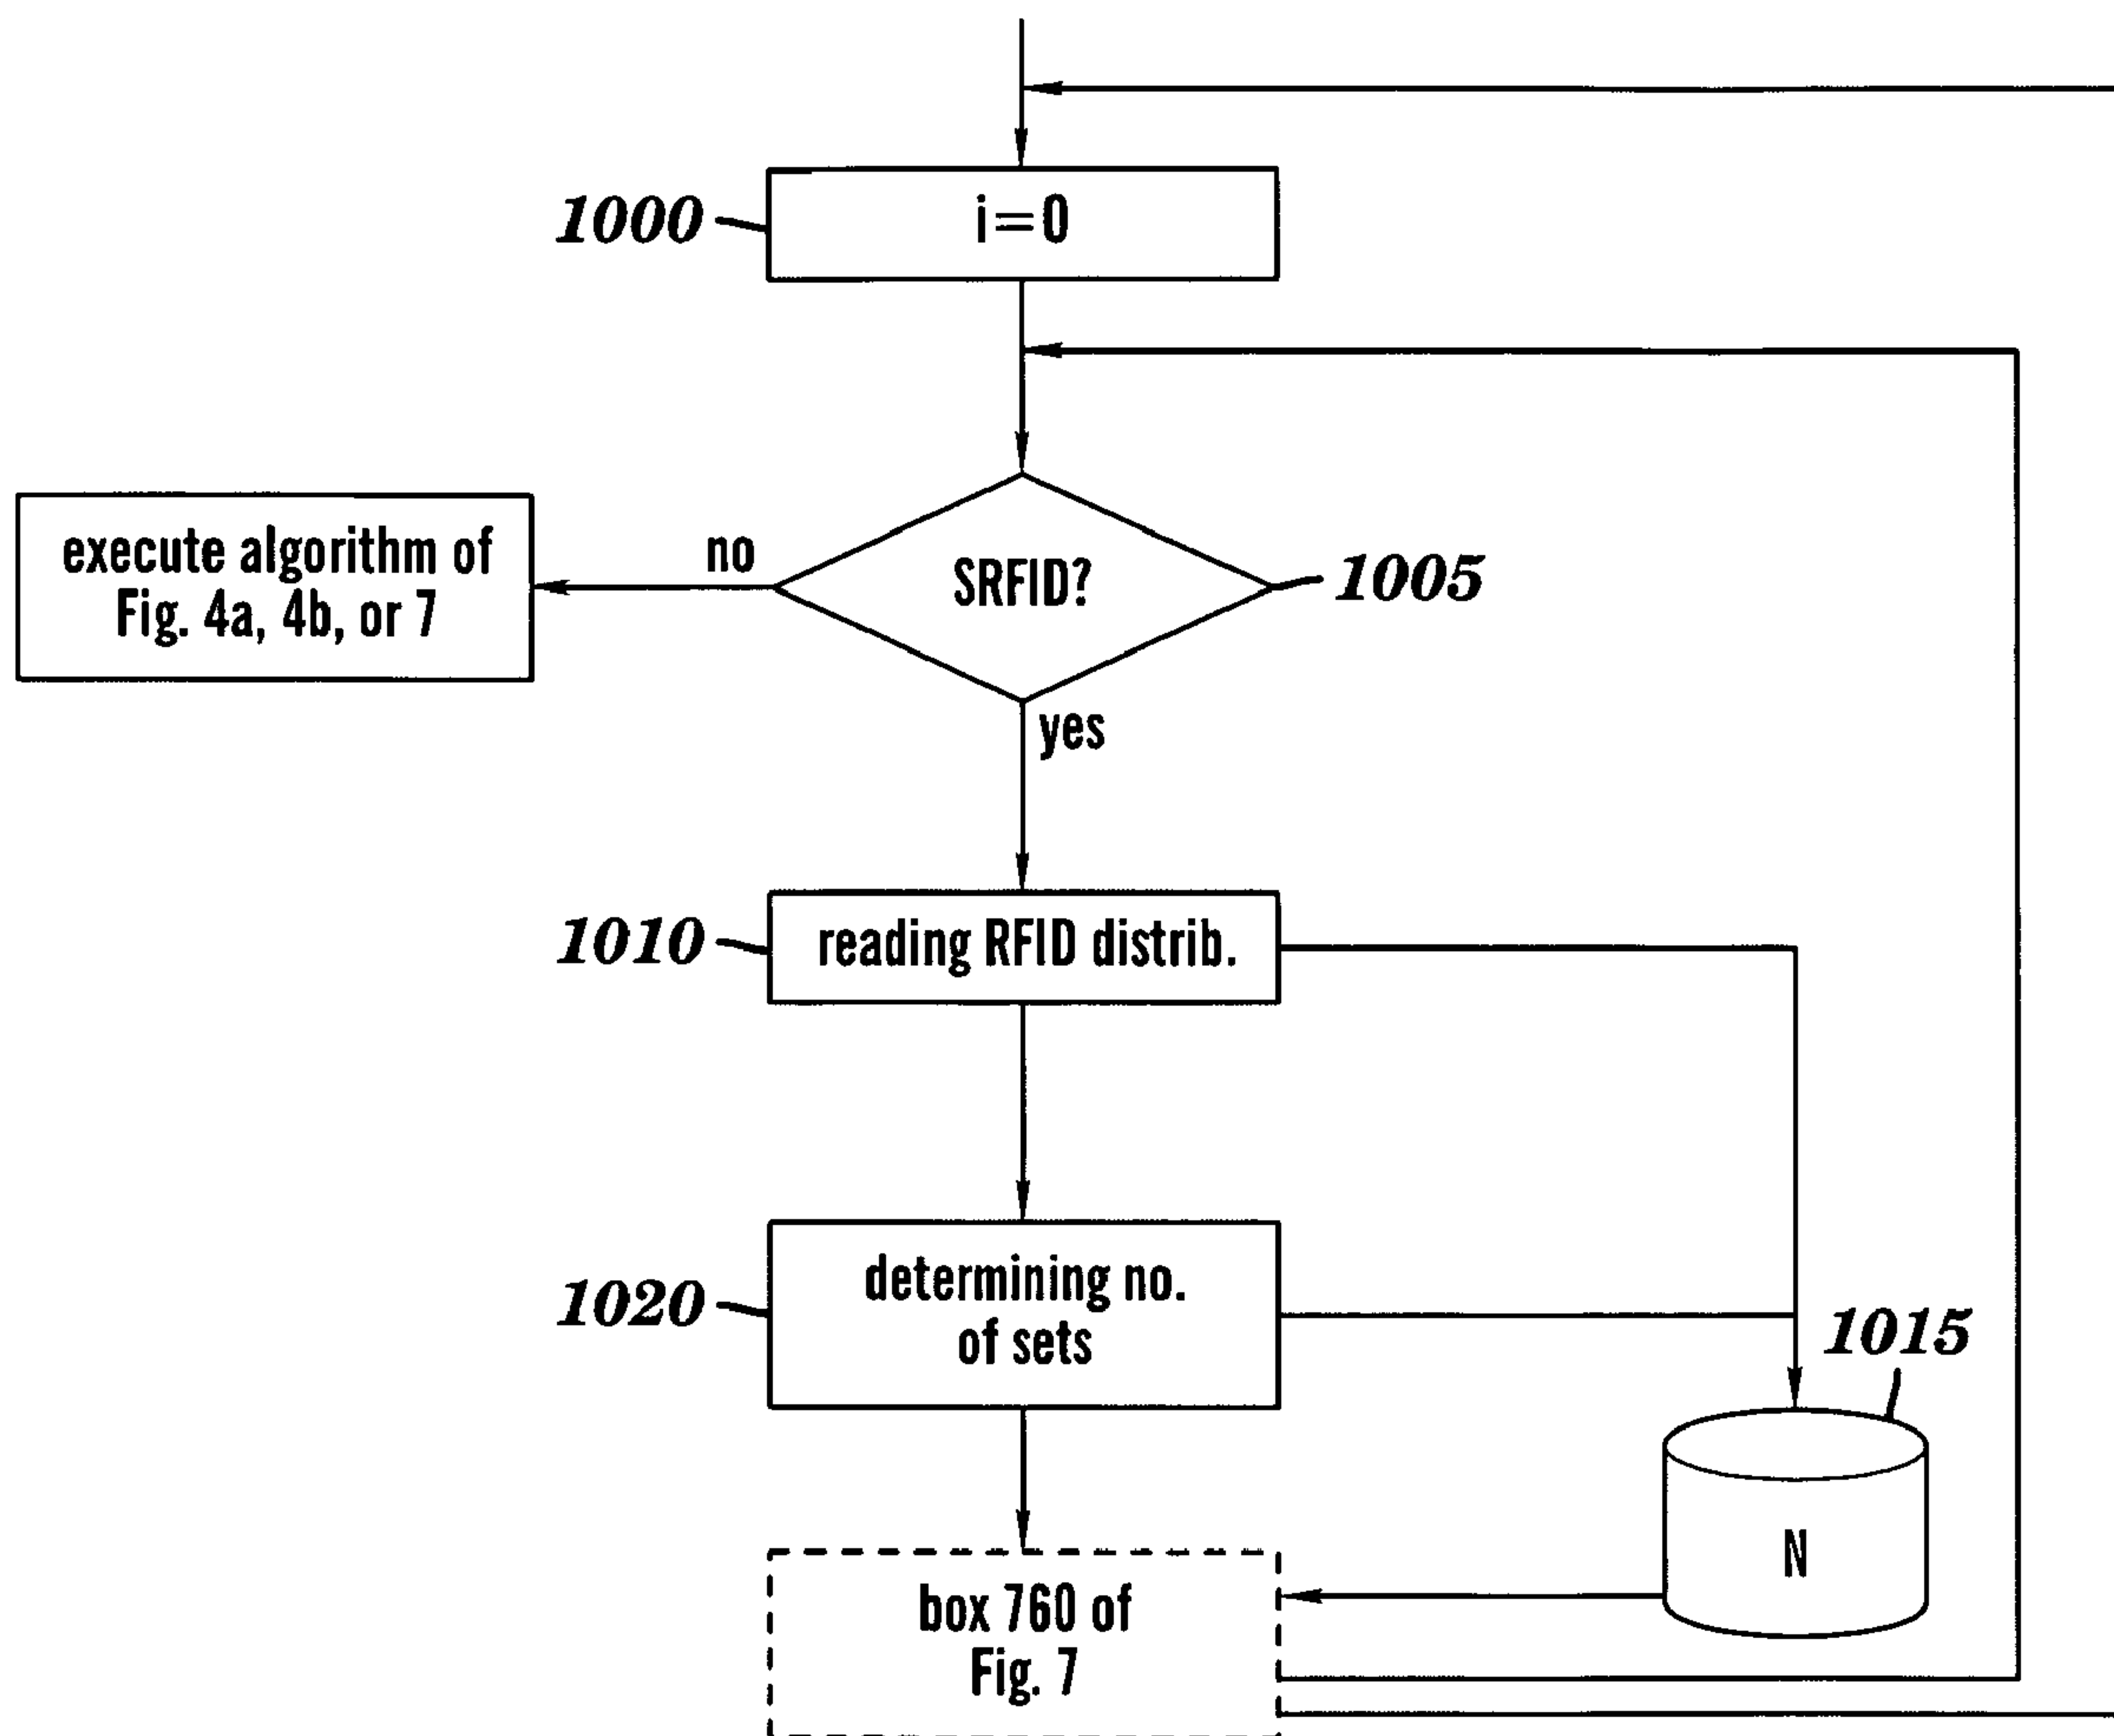 1000
i=0
execute algorithm of
Fig. 4a, 4b, or 7
no
SRFID?
1005
yes
1010
reading RFID distrib.
1020
determining no.
of sets
1015
N
box 760 of
Fig. 7